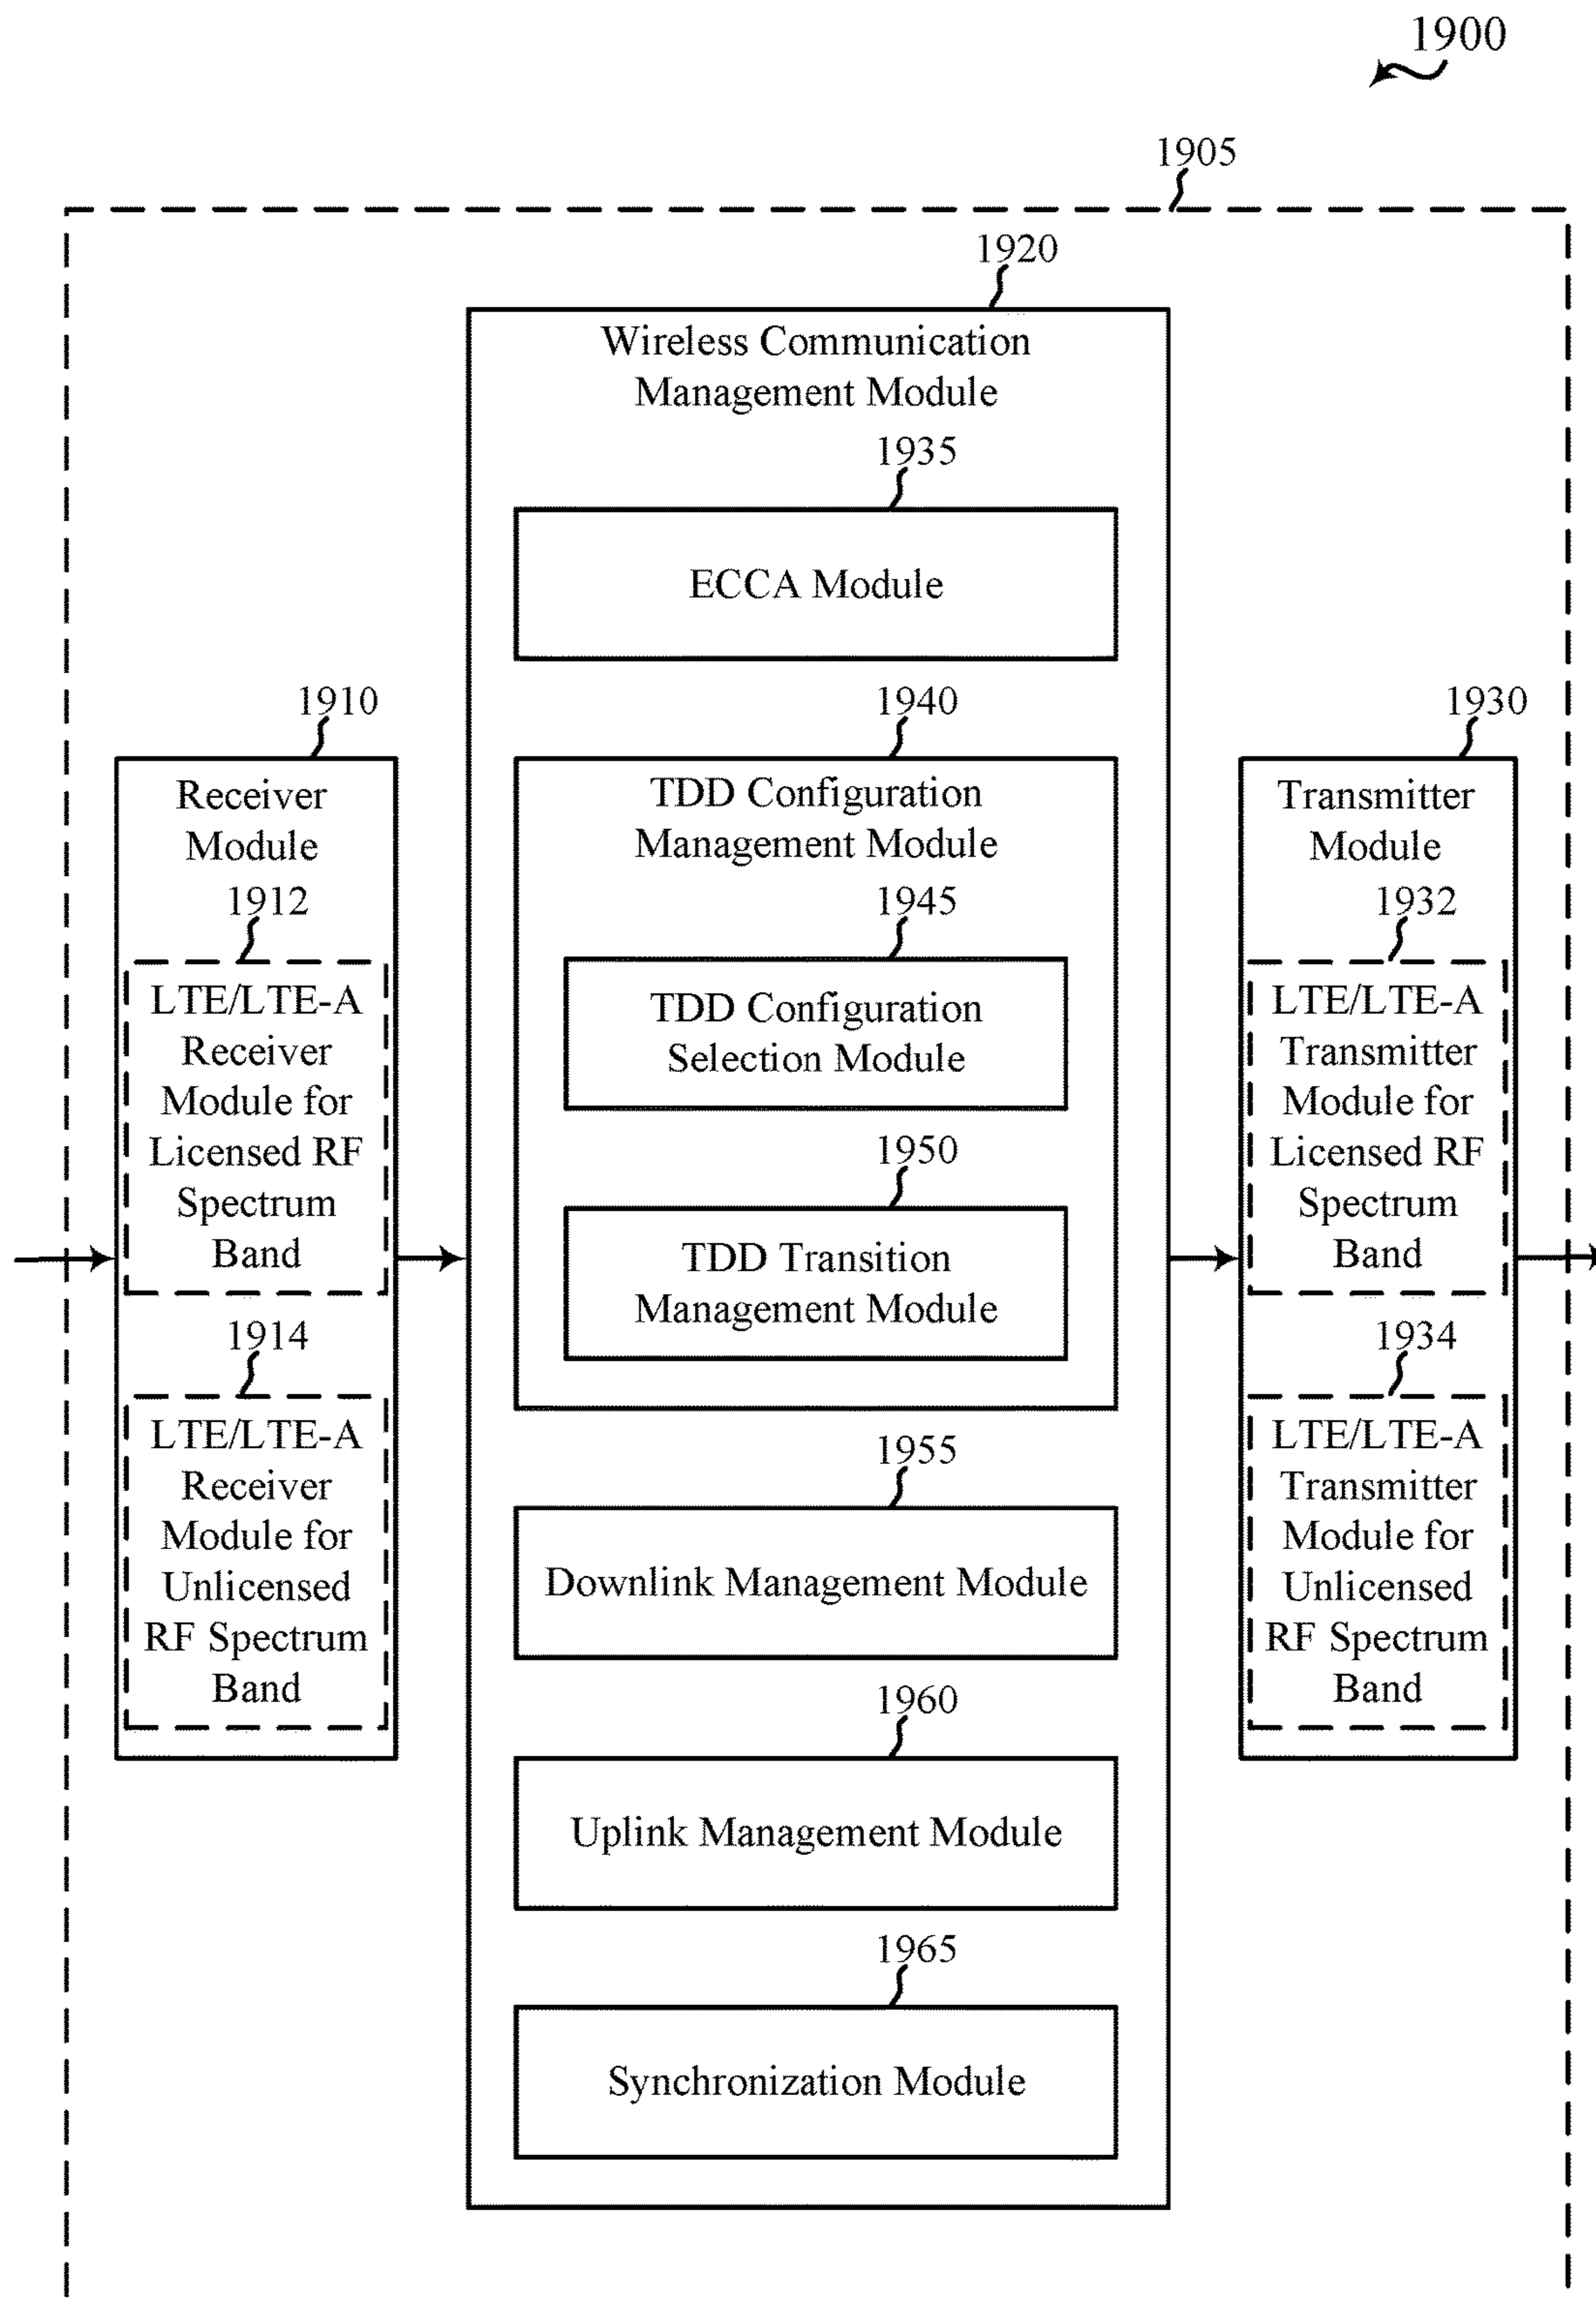 1900
1905
1920
Wireless Communication
Management Module
1935
ECCA Module
1910
Receiver
Module
1912
LTE/LTE-A
Receiver
Module for
Licensed RF
Spectrum
Band
1914
LTE/LTE-A
Receiver
Module for
Unlicensed
RF Spectrum
Band
1940
TDD Configuration
Management Module
1945
TDD Configuration
Selection Module
1950
TDD Transition
Management Module
1955
Downlink Management Module
1960
Uplink Management Module
1965
Synchronization Module
1930
Transmitter
Module
1932
LTE/LTE-A
Transmitter
Module for
Licensed RF
Spectrum
Band
1934
LTE/LTE-A
Transmitter
Module for
Unlicensed
RF Spectrum
Band